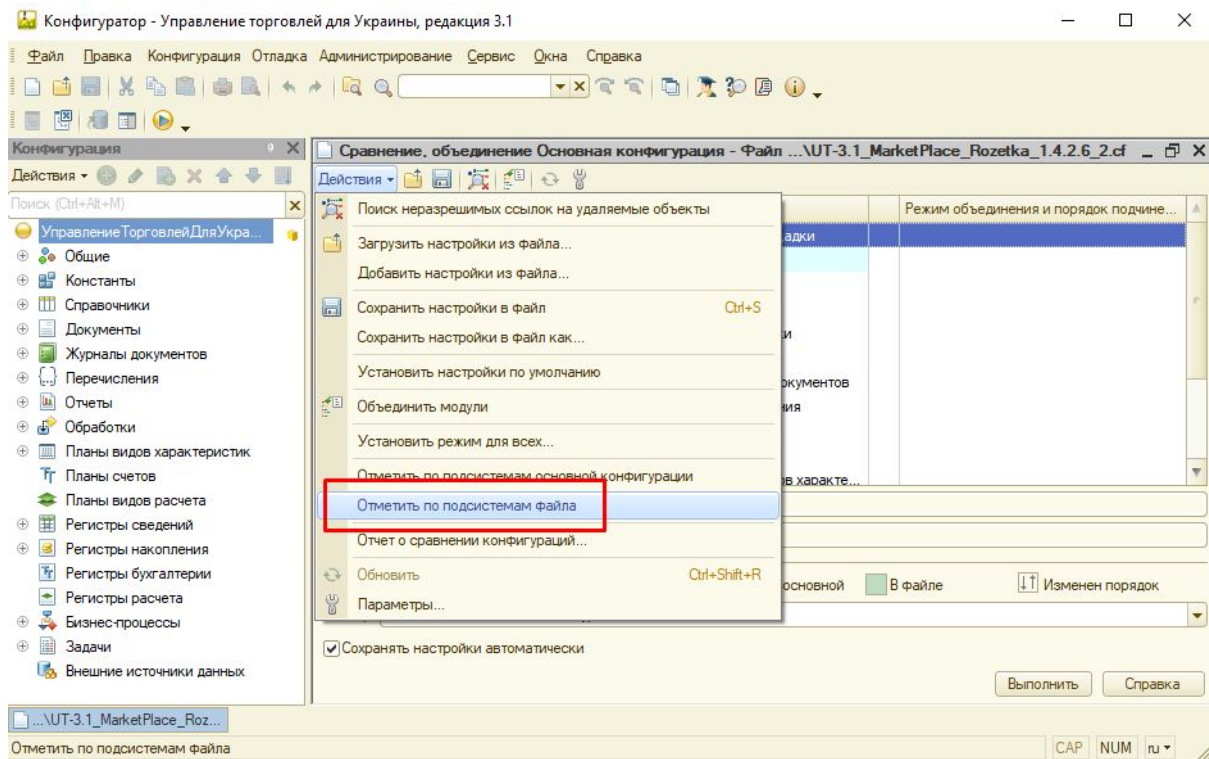 Конфигуратор - Управление торговлей для Украины, редакция 3.1
Файл Правка Конфигурация Отладка Администрирование Сервис Окна Справка
Конфигурация
Действия
Поиск (Ctrl+Alt+M)
УправлениеТорговлейДляУкра...
Общие
Константы
Справочники
Документы
Журналы документов
Перечисления
Отчеты
Обработки
Планы видов характеристик
Планы счетов
Планы видов расчета
Регистры сведений
Регистры накопления
Регистры бухгалтерии
Регистры расчета
Бизнес-процессы
Задачи
Внешние источники данных
Сравнение, объединение Основная конфигурация - Файл ...\UT-3.1_MarketPlace_Rozetka_1.4.2.6_2.cf
Действия
Режим объединения и порядок подчине...
Поиск неразрешимых ссылок на удаляемые объекты
Загрузить настройки из файла...
Добавить настройки из файла...
Сохранить настройки в файл Ctrl+S
Сохранить настройки в файл как...
Установить настройки по умолчанию
Объединить модули
Установить режим для всех...
Отметить по подсистемам основной конфигурации
Отметить по подсистемам файла
Отчет о сравнении конфигураций...
Обновить Ctrl+Shift+R
Параметры...
адки
и
окументов
ия
ов характе...
основной В файле Изменен порядок
Сохранять настройки автоматически
Выполнить Справка
...\UT-3.1_MarketPlace_Roz...
Отметить по подсистемам файла CAP NUM ru